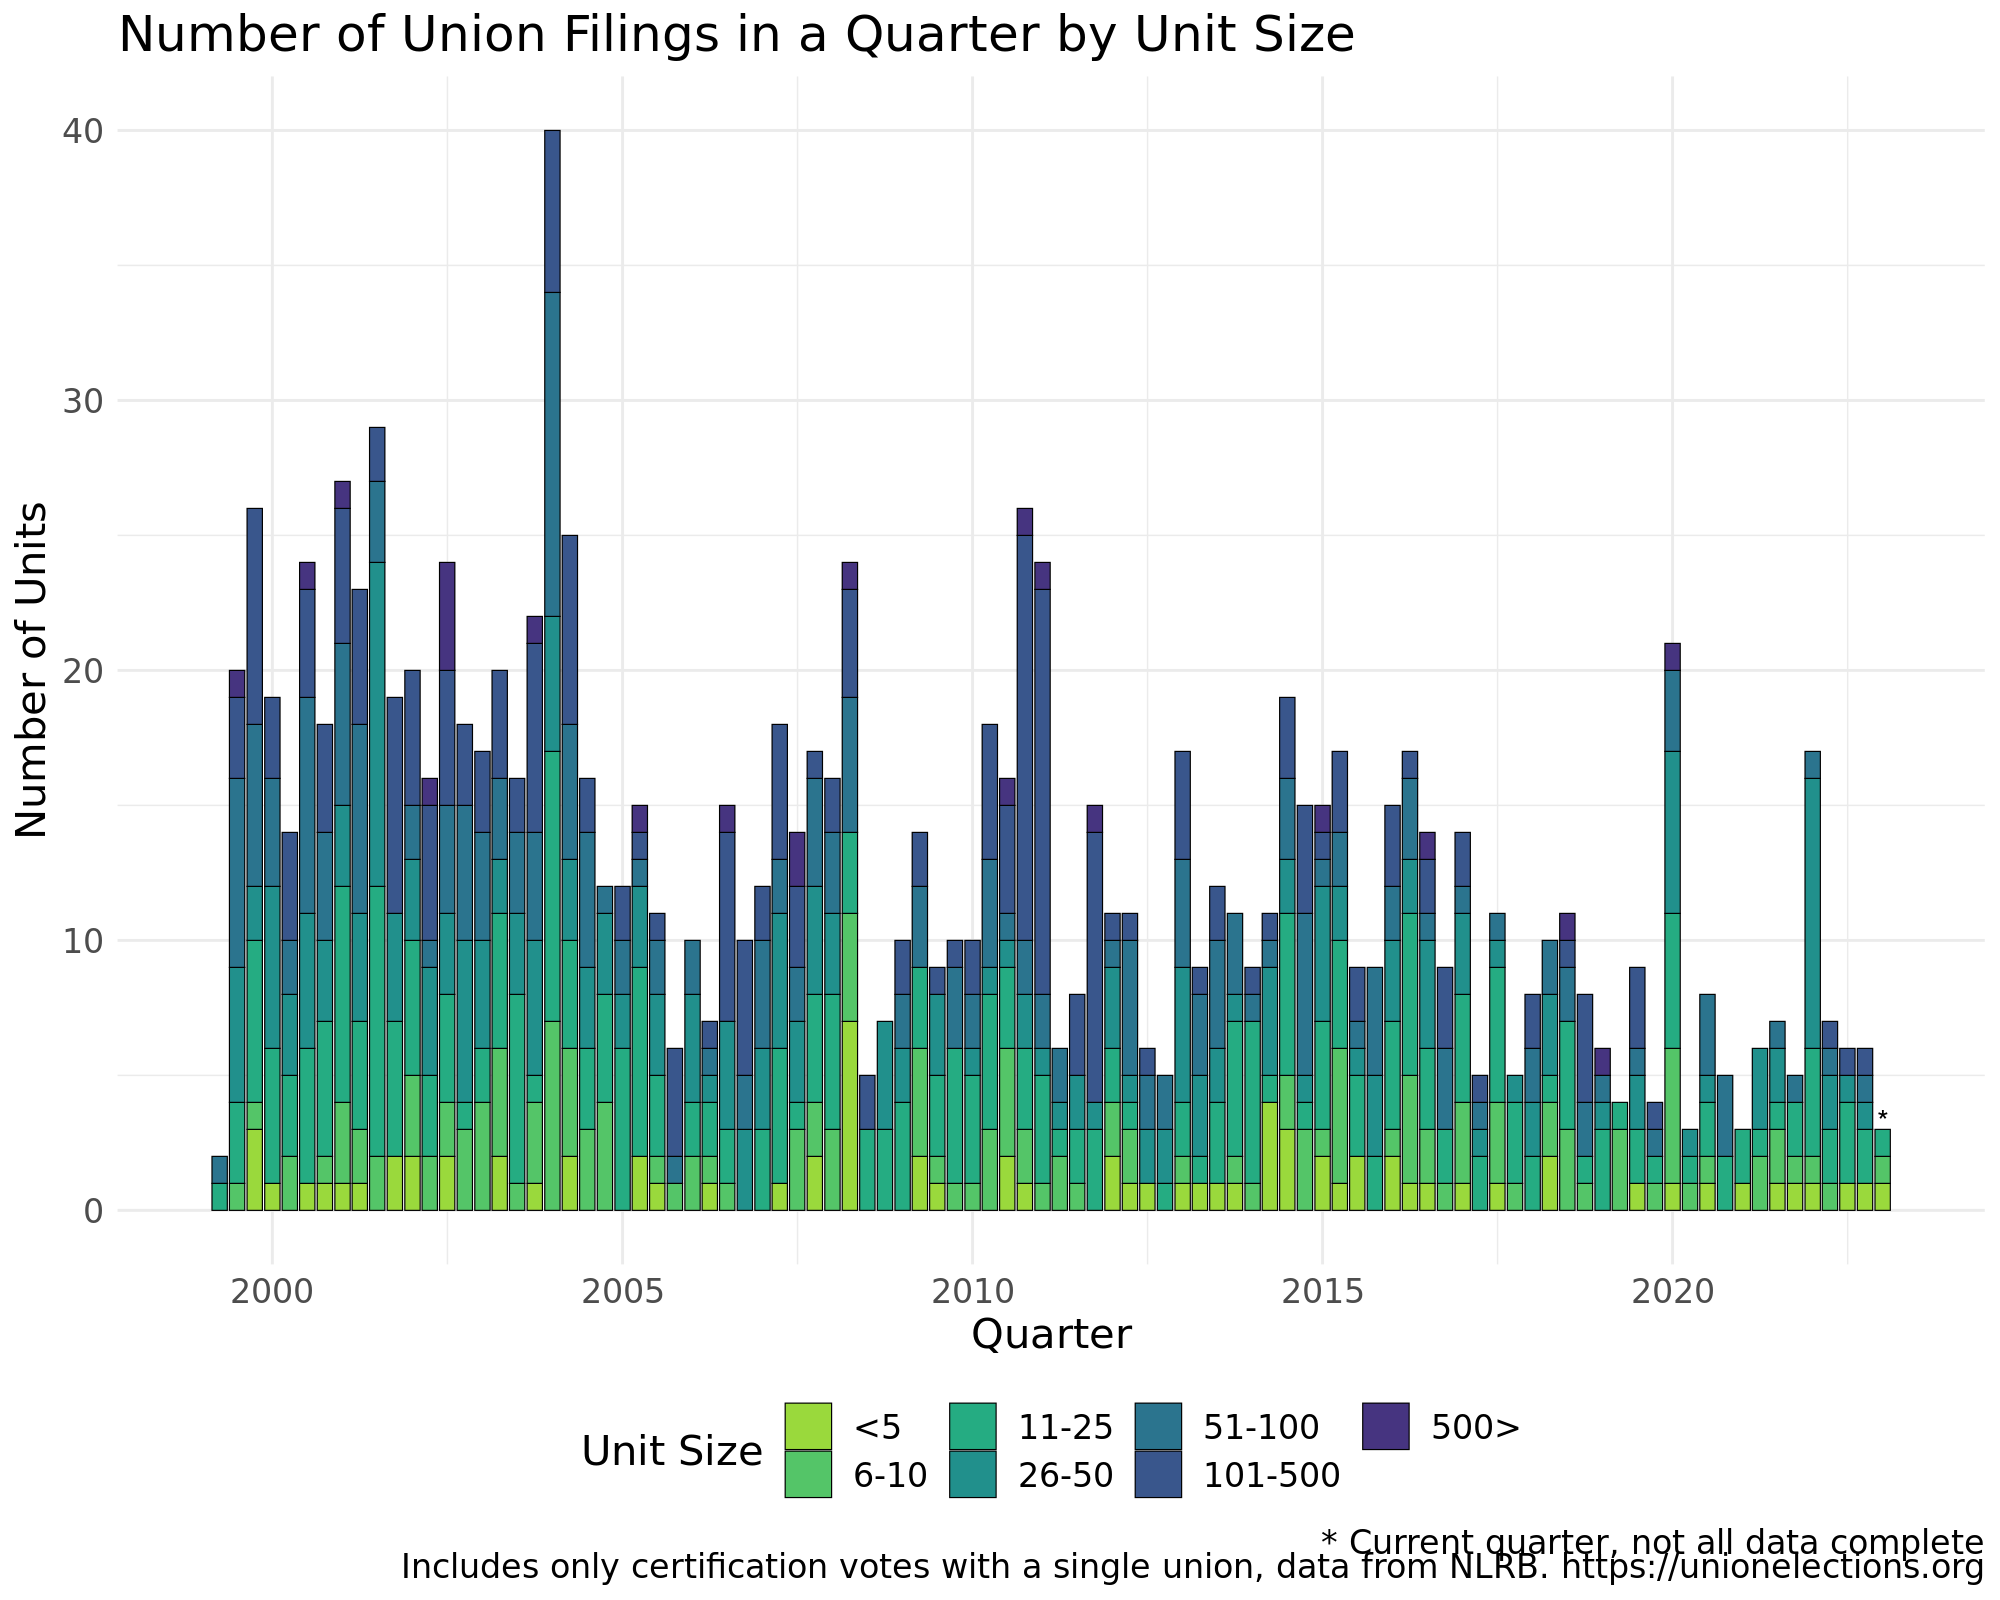 Number of Union Filings in a Quarter by Unit Size
Number of Units
40
30
20
10
0
*
2000 2005 2010 2015 2020
Quarter
Unit Size
<5 11-25 51-100 500>
6-10 26-50 101-500
* Current quarter, not all data complete
Includes only certification votes with a single union, data from NLRB. https://unionelections.org